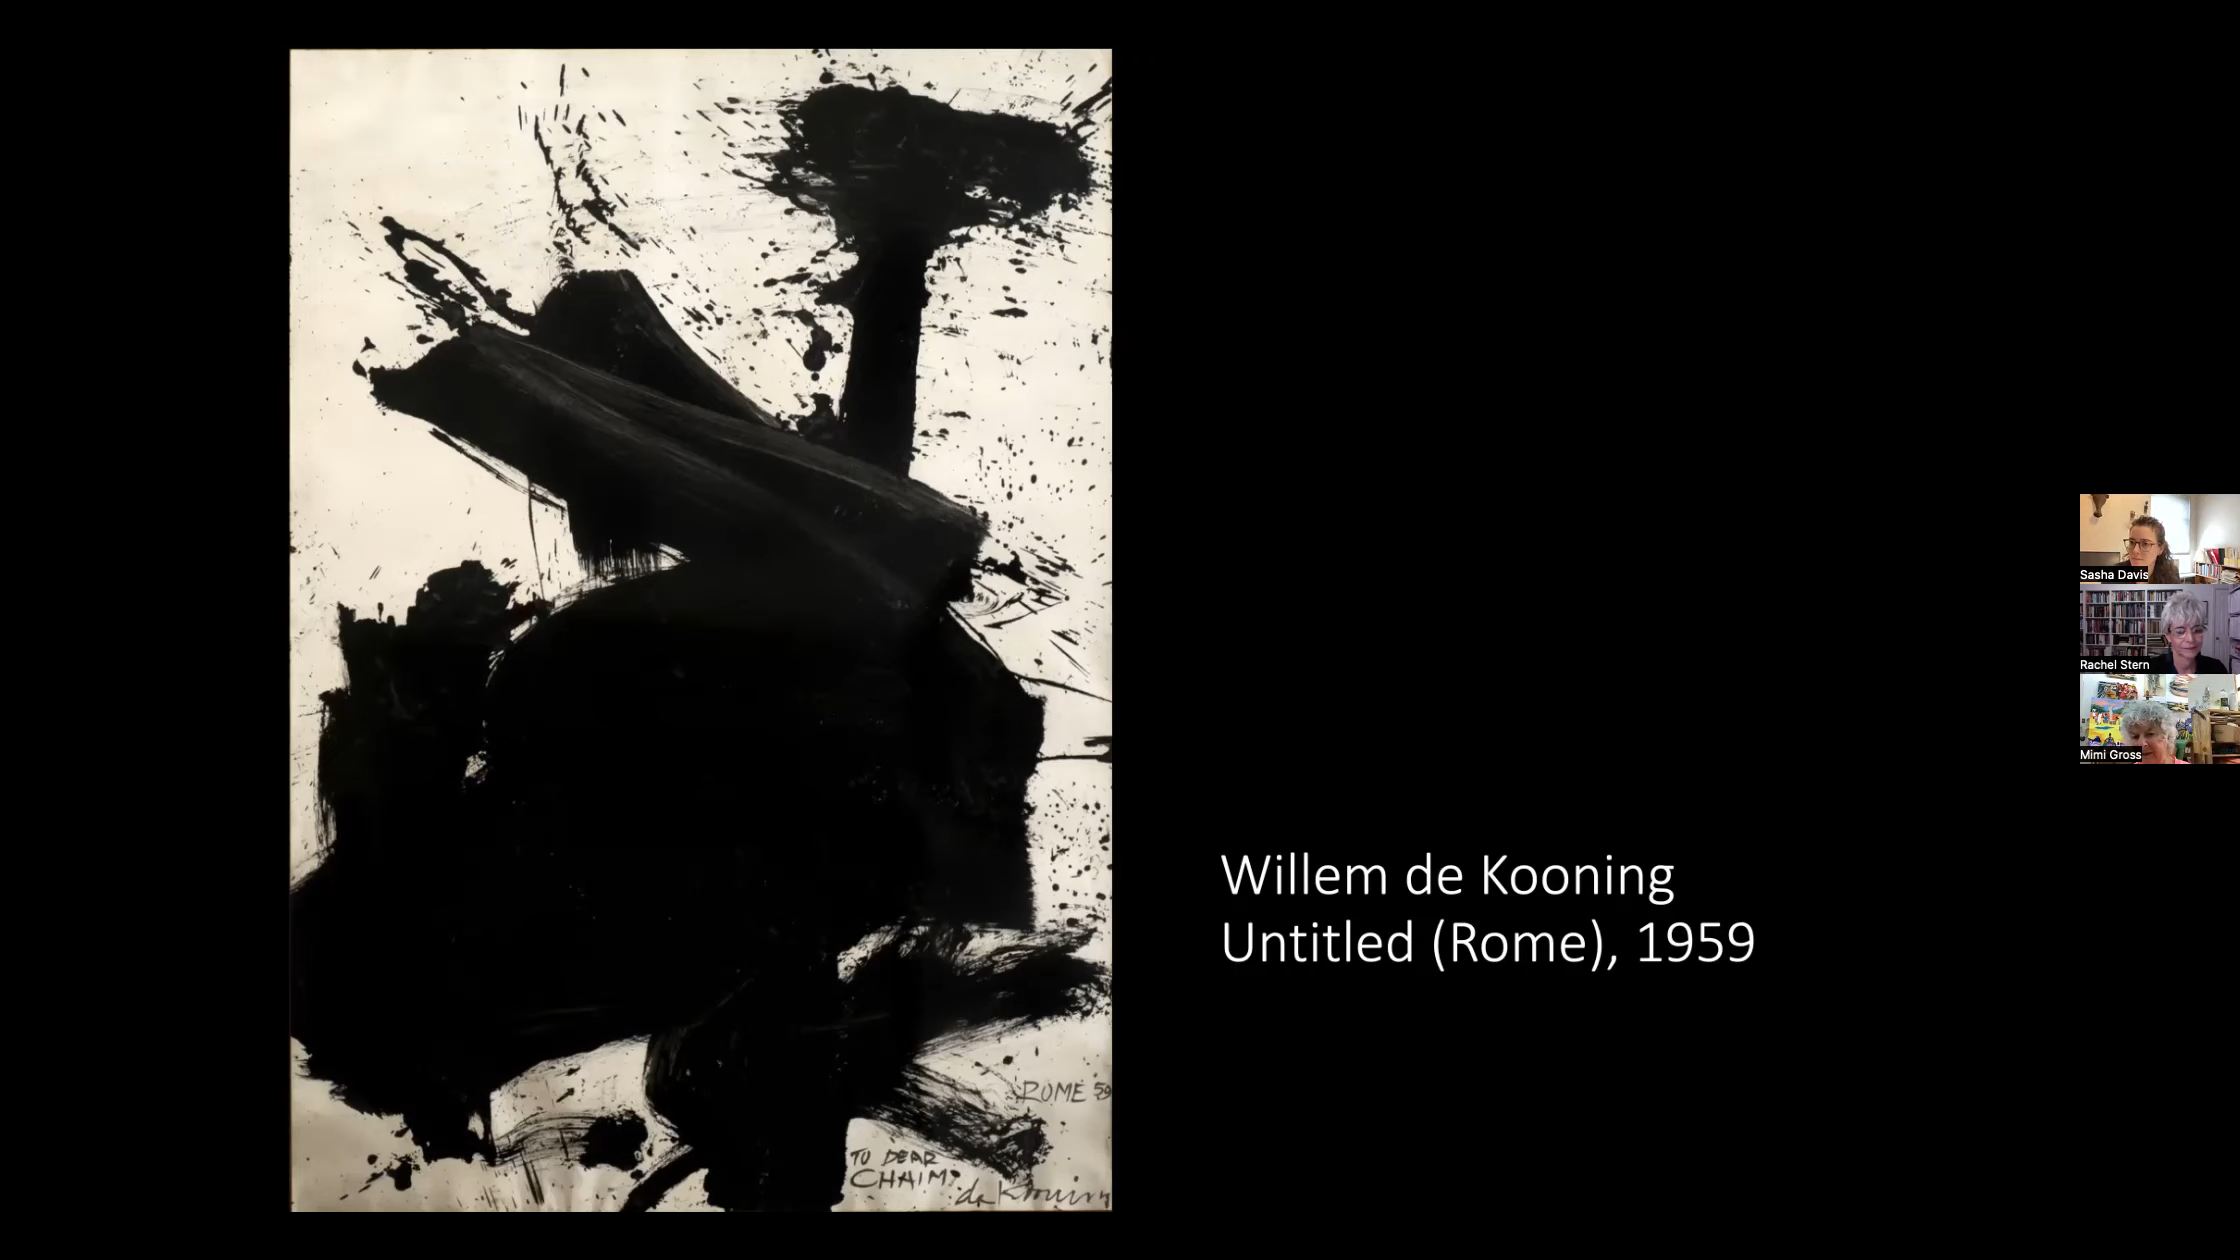 ROME 59
TO DEAR
CHAIM
de Kooning
Willem de Kooning
Untitled (Rome), 1959
Sasha Davis
Rachel Stern
Mimi Gross